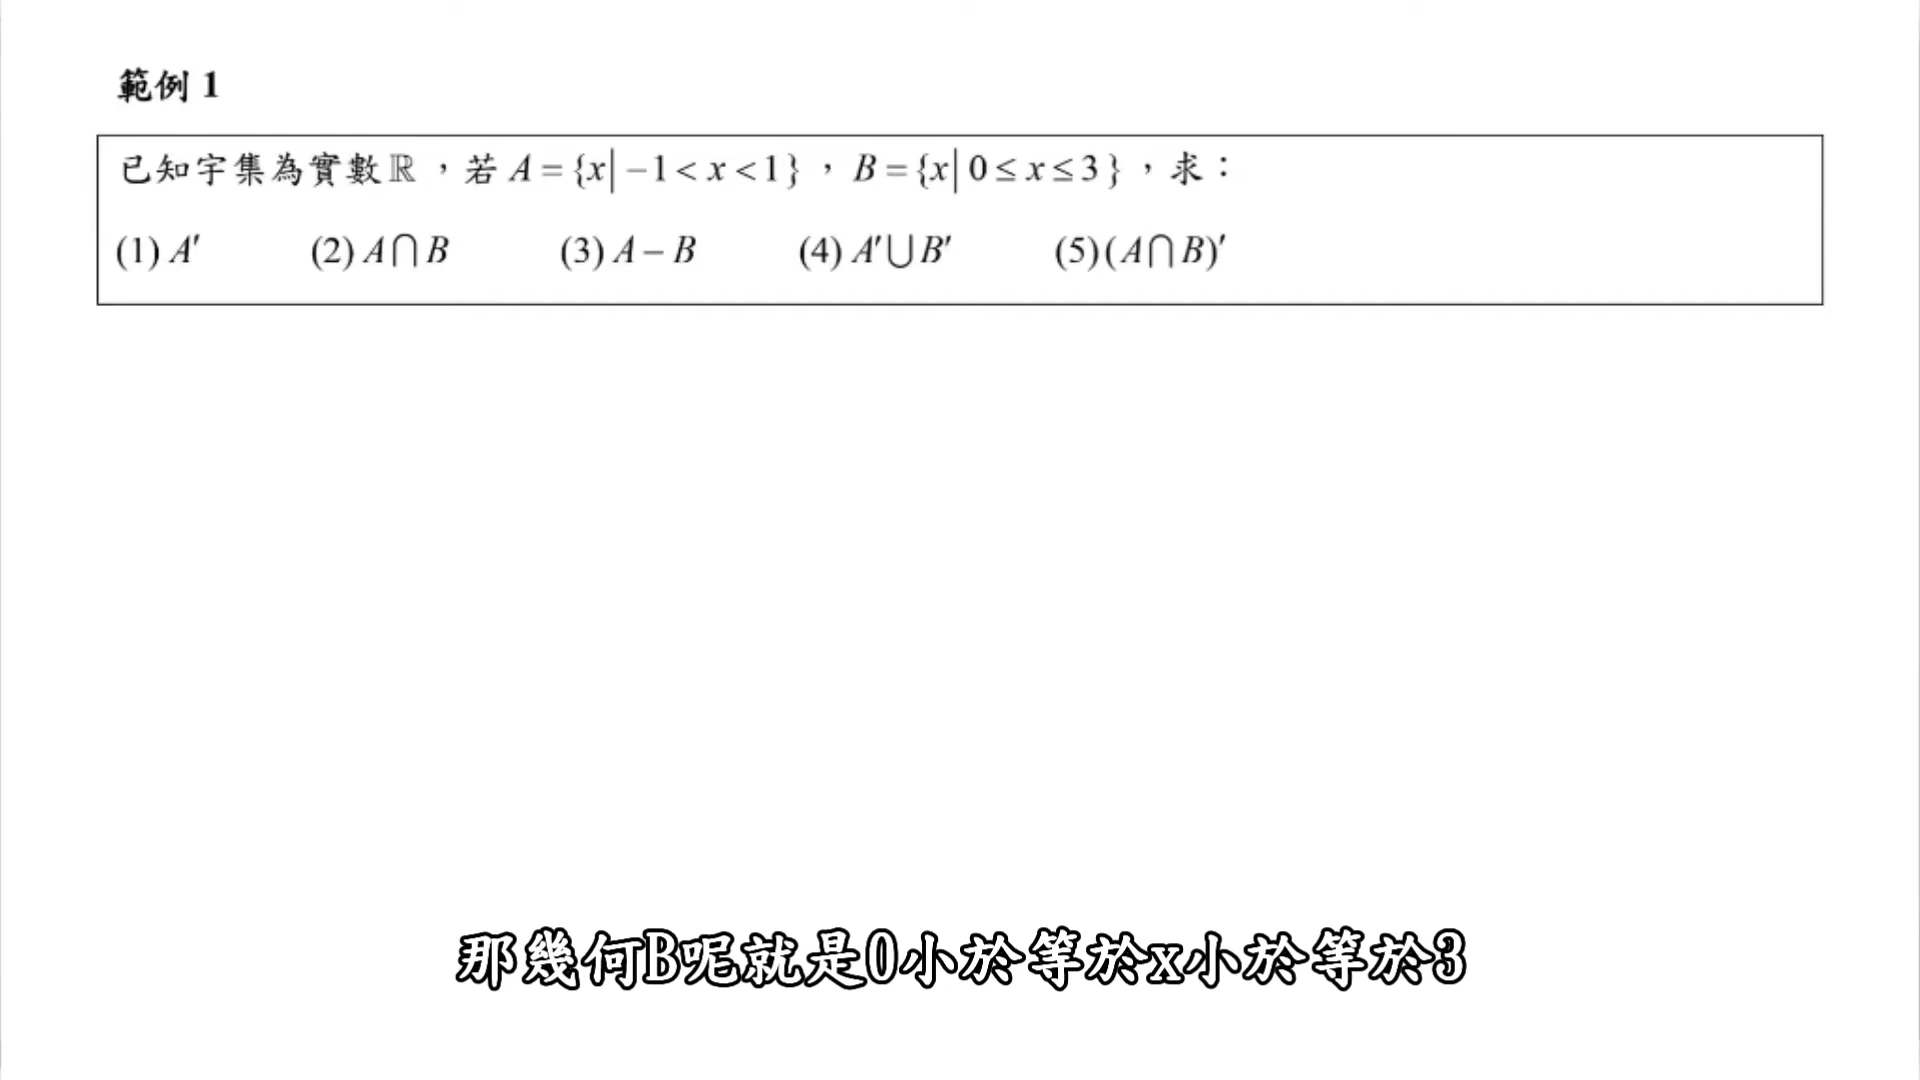 範例 1
已知宇集為實數ℝ，若 A = {x| −1 < x < 1}，B = {x| 0 ≤ x ≤ 3}，求：
(1) A′ (2) A⋂B (3) A − B (4) A′⋃B′ (5) (A⋂B)′
那幾何B呢就是0小於等於x小於等於3